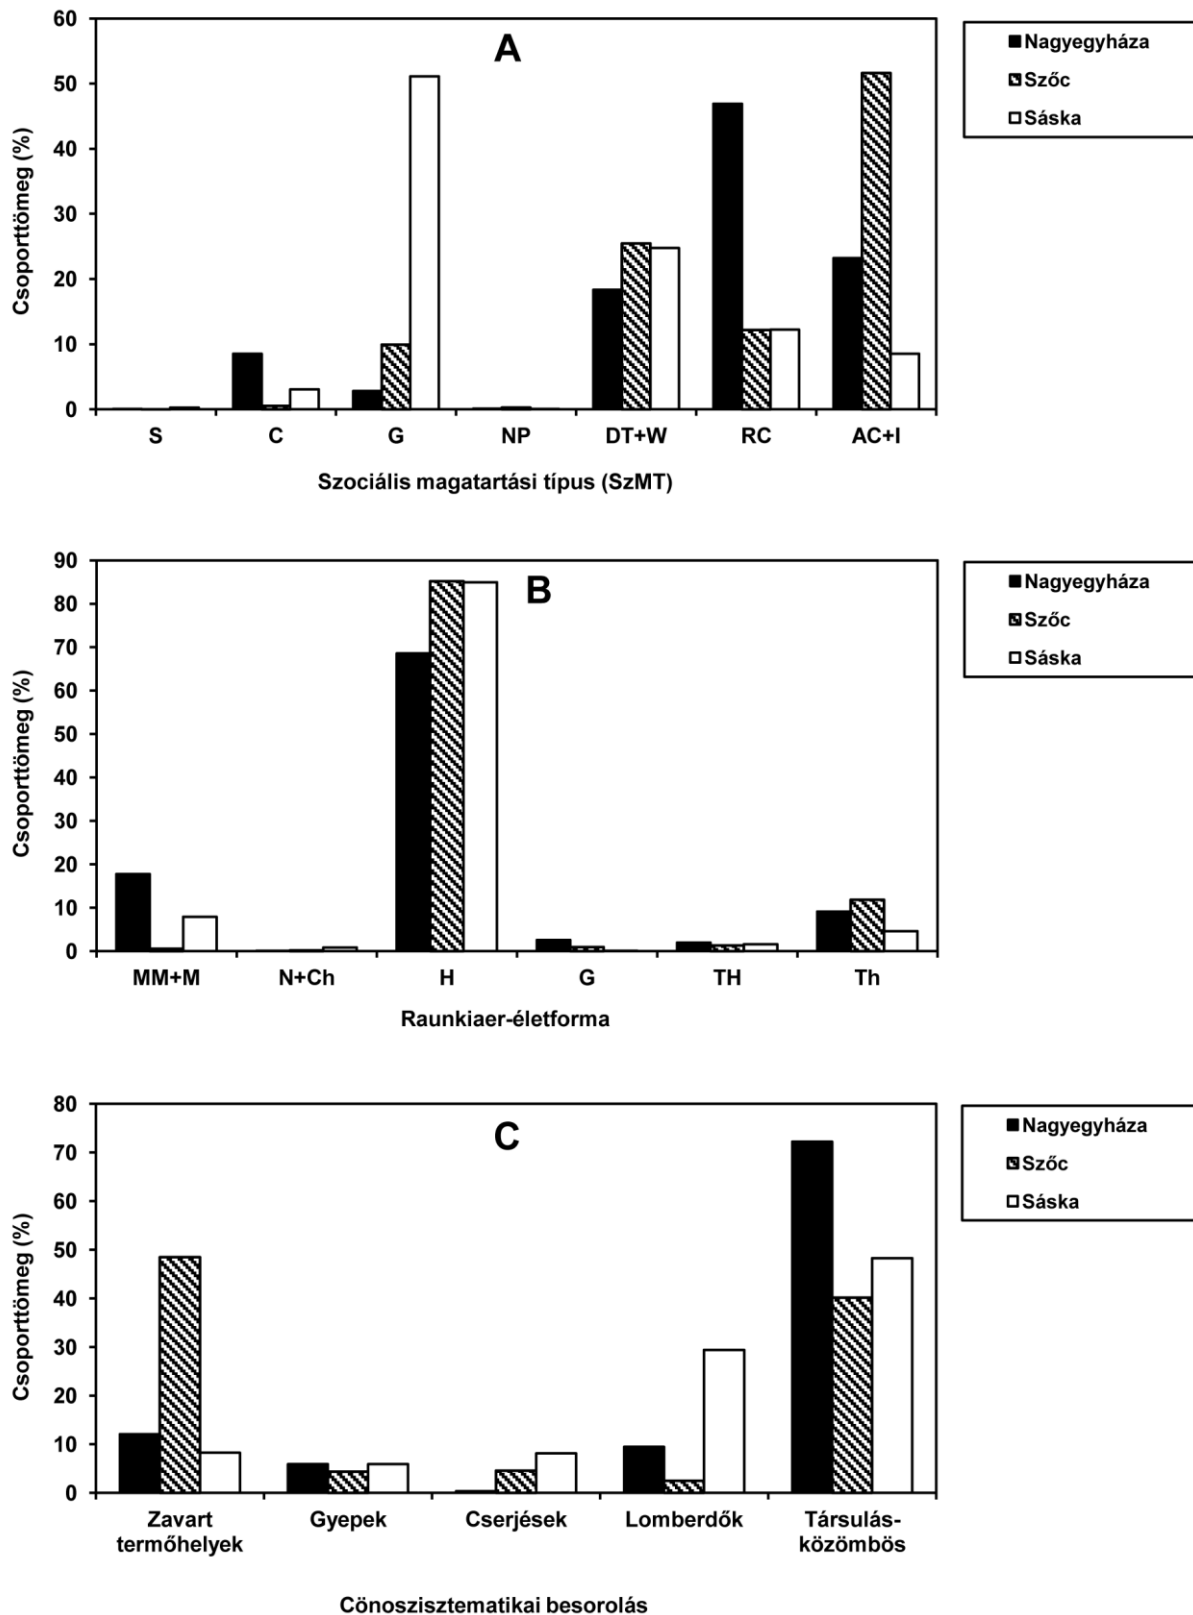 A
Csoporttömeg (%)
60
50
40
30
20
10
0
S C G NP DT+W RC AC+I
Szociális magatartási típus (SzMT)
Nagyegyháza
Szőc
Sáska
B
Csoporttömeg (%)
90
80
70
60
50
40
30
20
10
0
MM+M N+Ch H G TH Th
Raunkiaer-életforma
Nagyegyháza
Szőc
Sáska
C
Csoporttömeg (%)
80
70
60
50
40
30
20
10
0
Zavart Gyepek Cserjések Lomberdők Társulás-
termőhelyek közömbös
Cönoszisztematikai besorolás
Nagyegyháza
Szőc
Sáska